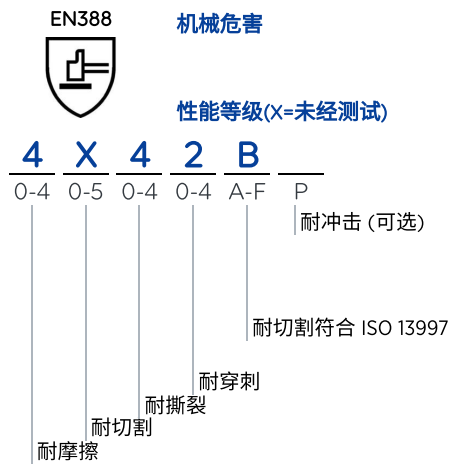 EN388
机械危害
性能等级(X=未经测试)
4 X 4 2 B
0-4 0-5 0-4 0-4 A-F P
耐冲击 (可选)
耐切割符合 ISO 13997
耐穿刺
耐撕裂
耐切割
耐摩擦